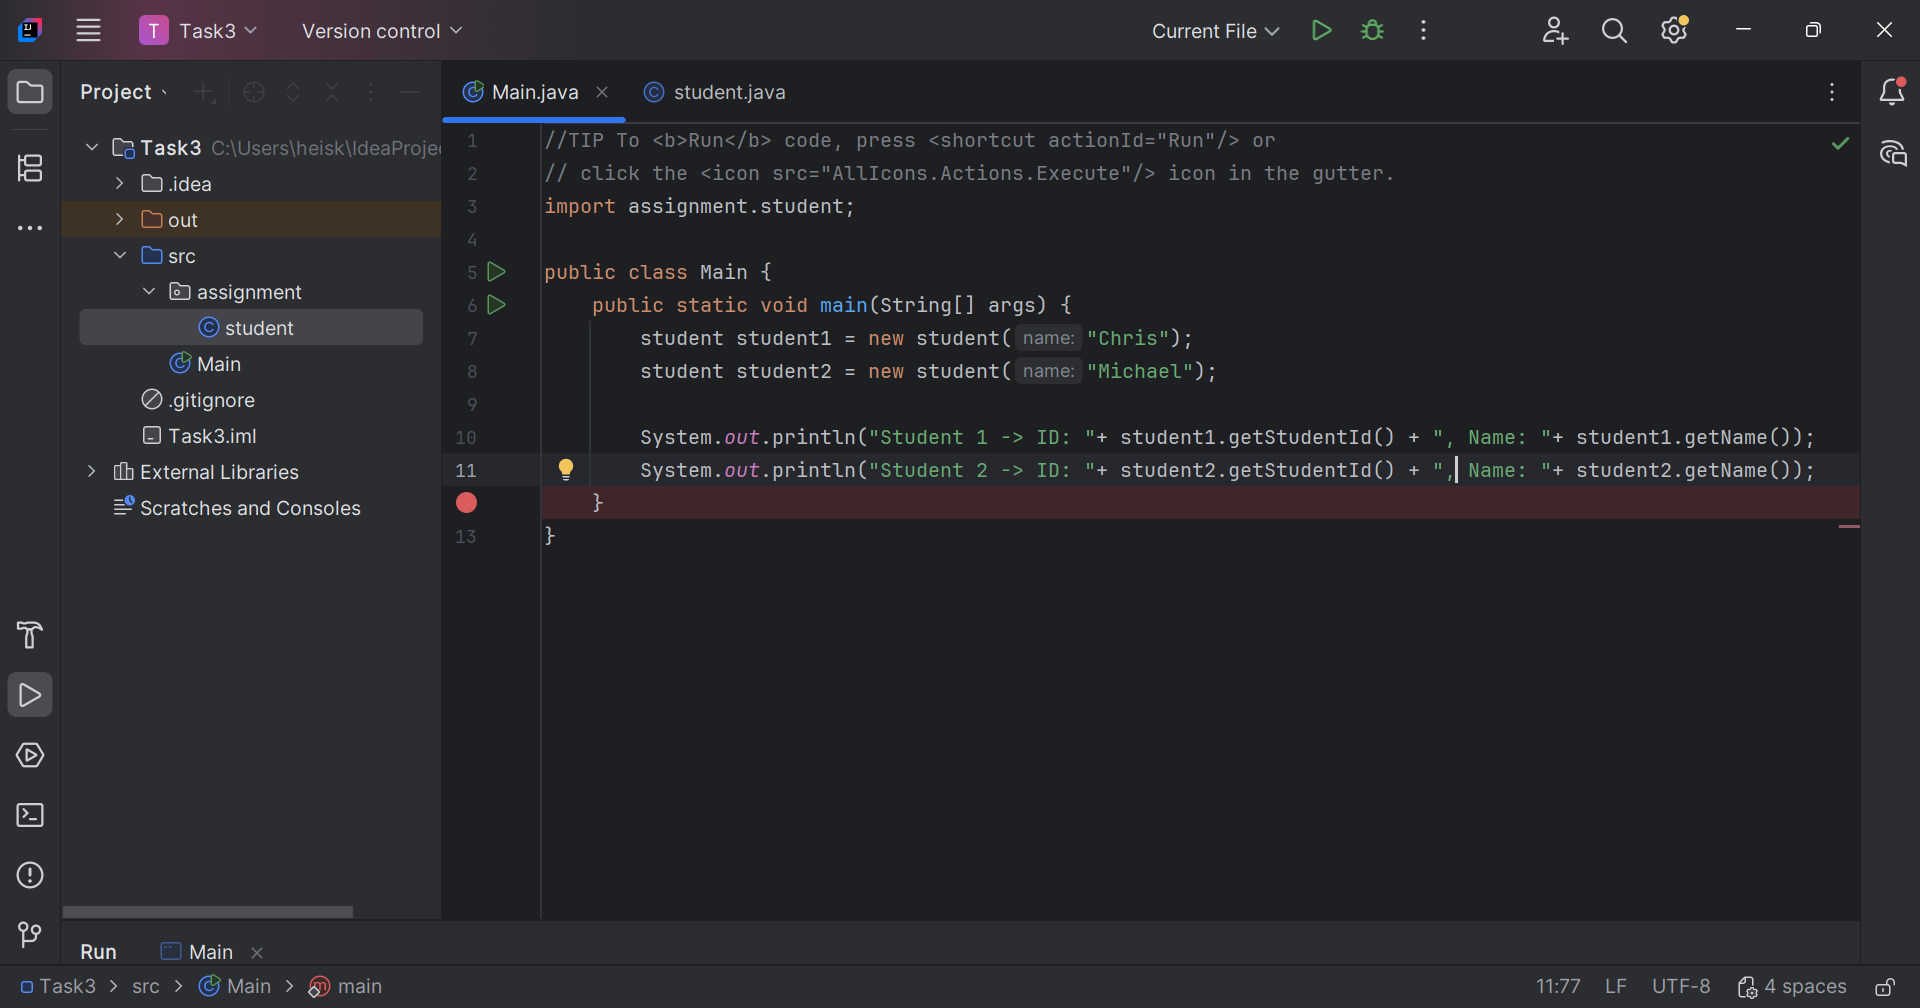 T Task3 Version control Current File
Project
Main.java student.java
Task3 C:\Users\heisk\IdeaProje
.idea
out
src
assignment
student
Main
.gitignore
Task3.iml
External Libraries
Scratches and Consoles
1 //TIP To <b>Run</b> code, press <shortcut actionId="Run"/> or
2 // click the <icon src="AllIcons.Actions.Execute"/> icon in the gutter.
3 import assignment.student;
4
5 public class Main {
6 public static void main(String[] args) {
7 student student1 = new student( name: "Chris");
8 student student2 = new student( name: "Michael");
9
10 System.out.println("Student 1 -> ID: "+ student1.getStudentId() + ", Name: "+ student1.getName());
11 System.out.println("Student 2 -> ID: "+ student2.getStudentId() + ", Name: "+ student2.getName());
}
13 }
Run Main
Task3 > src > Main > main
11:77 LF UTF-8 4 spaces